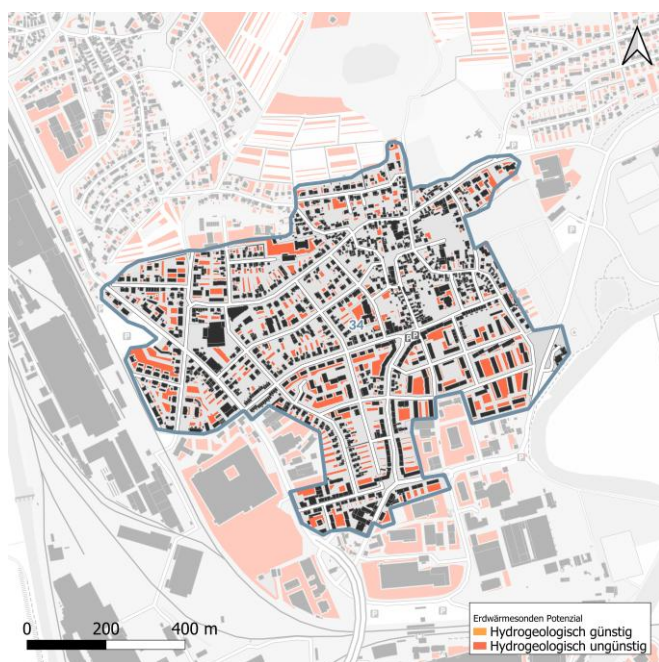 34
P
P
P
P
P
P
P
0 200 400 m
Erdwärmesonden Potenzial
Hydrogeologisch günstig
Hydrogeologisch ungünstig